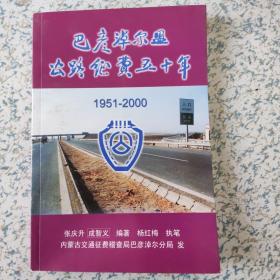 巴彦淖尔盟
公路征费五十年
1951-2000
张庆升 成智义 编著 杨红梅 执笔
内蒙古交通征费稽查局巴彦淖尔分局 发